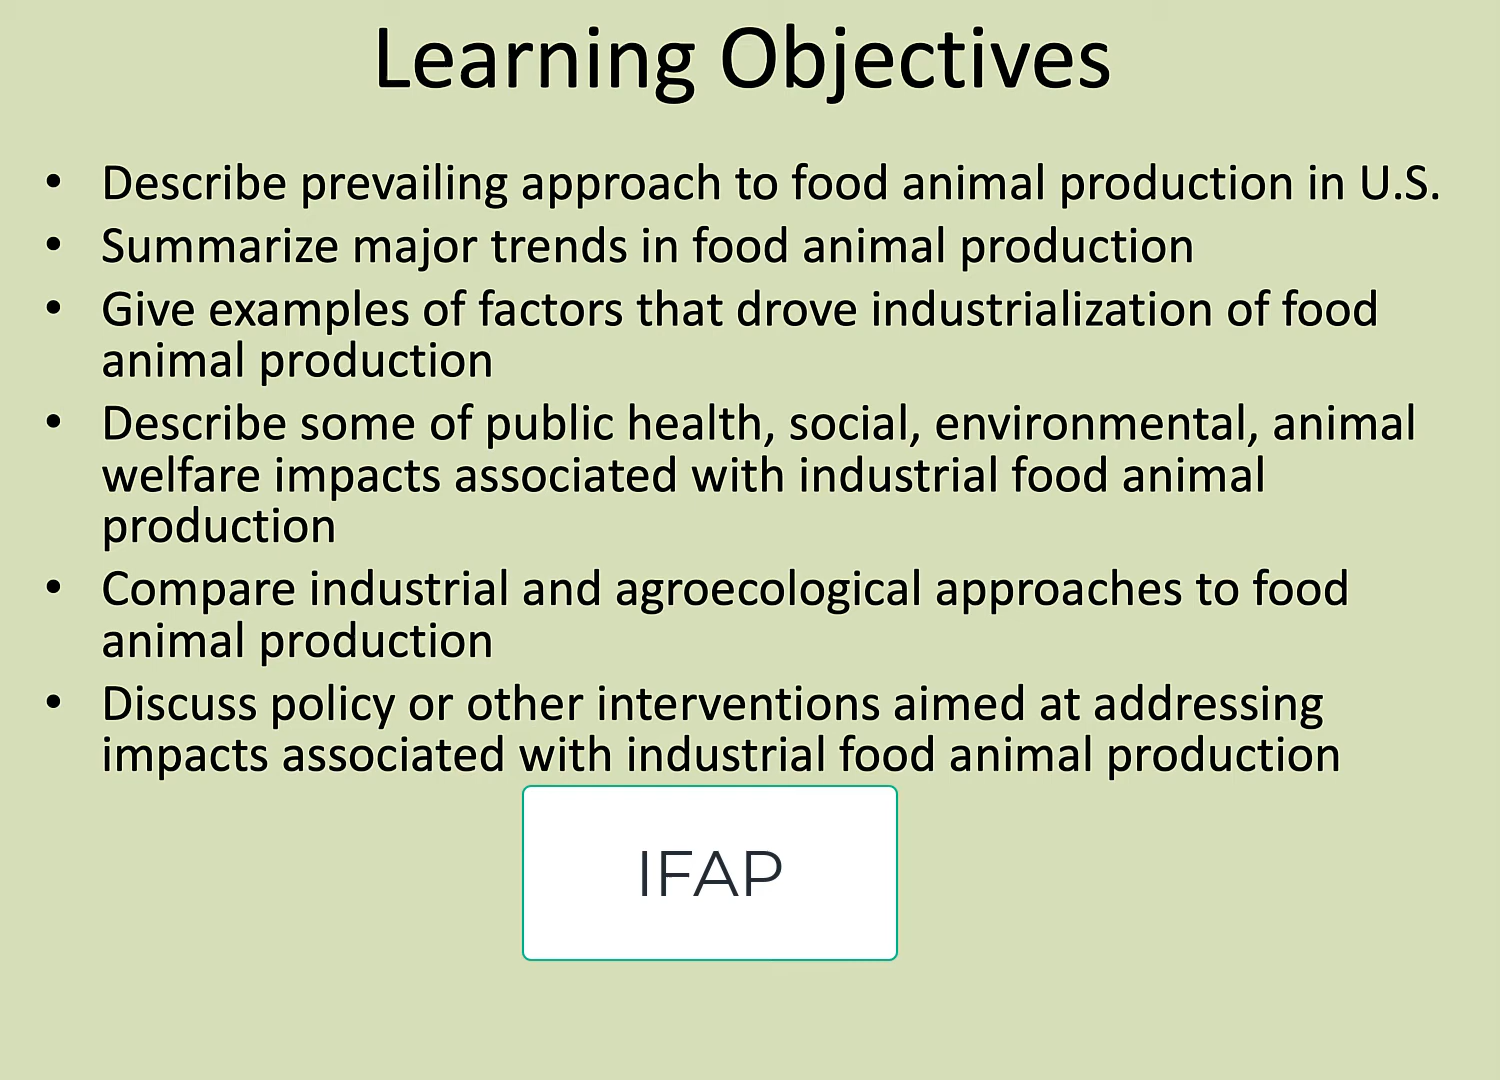 Learning Objectives
• Describe prevailing approach to food animal production in U.S.
• Summarize major trends in food animal production
• Give examples of factors that drove industrialization of food
animal production
• Describe some of public health, social, environmental, animal
welfare impacts associated with industrial food animal
production
• Compare industrial and agroecological approaches to food
animal production
• Discuss policy or other interventions aimed at addressing
impacts associated with industrial food animal production
IFAP